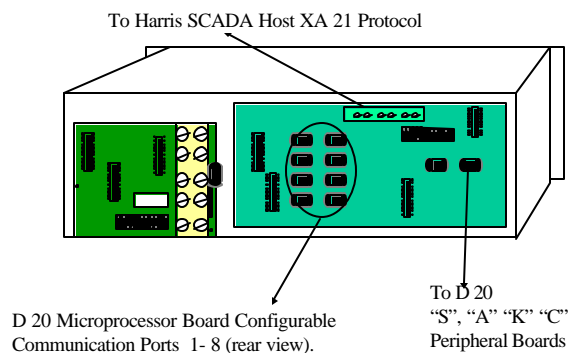 To Harris SCADA Host XA 21 Protocol
D 20 Microprocessor Board Configurable
Communication Ports 1- 8 (rear view).
To D 20
“S”, “A” “K” “C”
Peripheral Boards